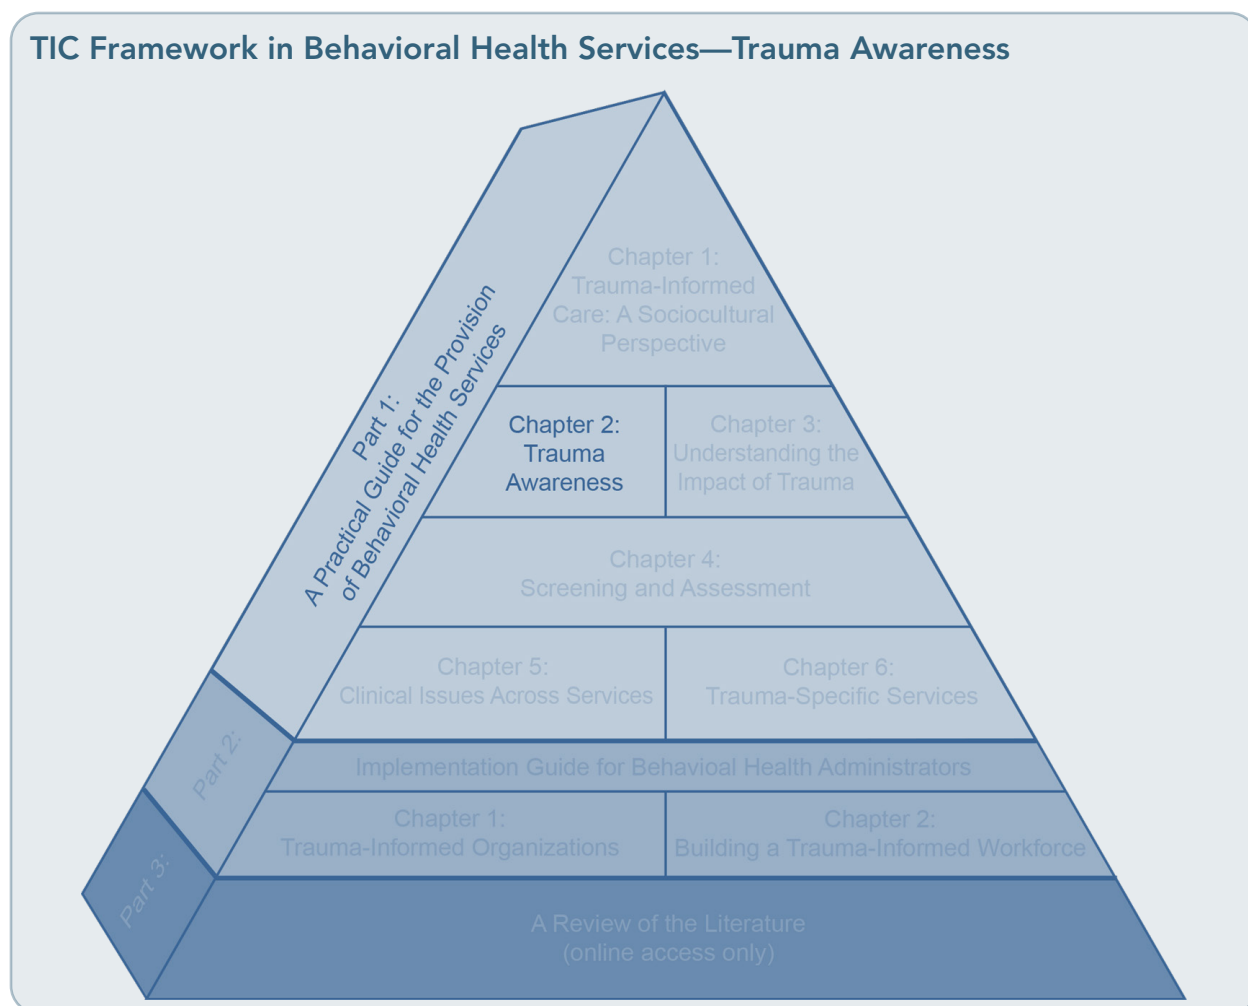 TIC Framework in Behavioral Health Services—Trauma Awareness
Part 1:
A Practical Guide for the Provision
of Behavioral Health Services
Chapter 1:
Trauma-Informed
Care: A Sociocultural
Perspective
Chapter 2:
Trauma
Awareness
Chapter 3:
Understanding the
Impact of Trauma
Chapter 4:
Screening and Assessment
Chapter 5:
Clinical Issues Across Services
Chapter 6:
Trauma-Specific Services
Part 2:
Implementation Guide for Behavioal Health Administrators
Chapter 1:
Trauma-Informed Organizations
Chapter 2:
Building a Trauma-Informed Workforce
Part 3:
A Review of the Literature
(online access only)